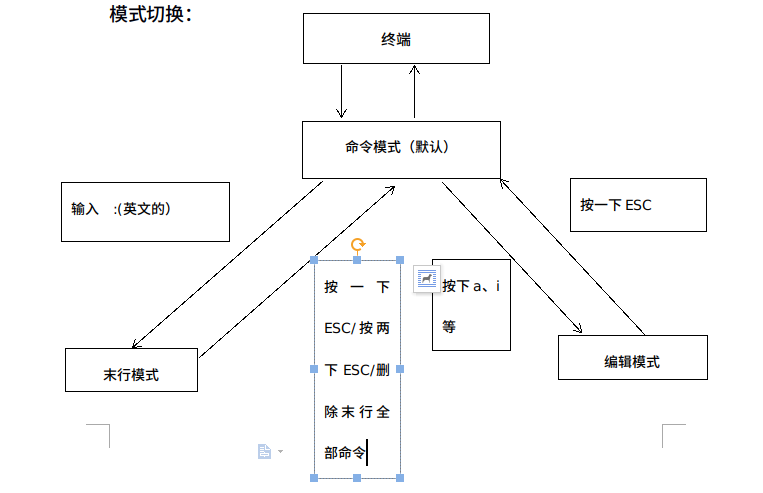 模式切换：
终端
命令模式（默认）
输入 :(英文的）
按一下 ESC
按一下
ESC/按两
下 ESC/删
除末行全
部命令
按下 a、i
等
末行模式
编辑模式